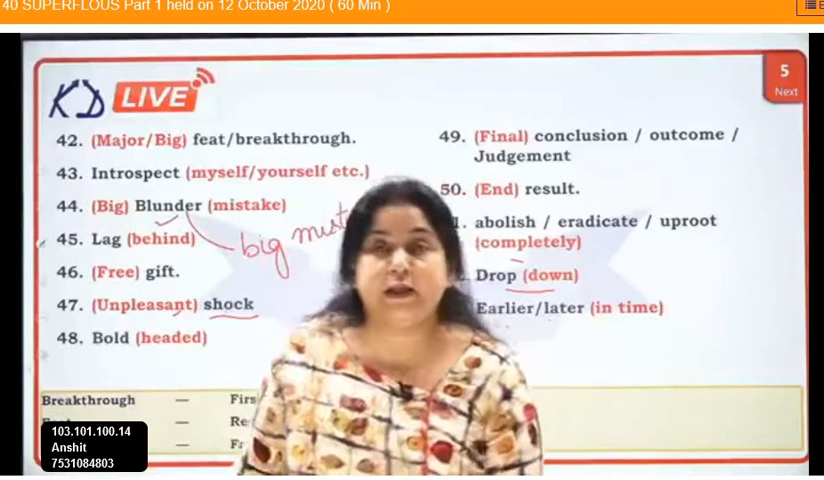 40 SUPERFLOUS Part 1 held on 12 October 2020 ( 60 Min )
KD LIVE
5
Next
42. (Major/Big) feat/breakthrough.
43. Introspect (myself/yourself etc.)
44. (Big) Blunder (mistake)
45. Lag (behind)
big
46. (Free) gift.
47. (Unpleasant) shock
48. Bold (headed)
49. (Final) conclusion / outcome /
Judgement
50. (End) result.
abolish / eradicate / uproot
(completely)
Drop (down)
Earlier/later (in time)
Breakthrough —
—
—
103.101.100.14
Anshit
7531084803